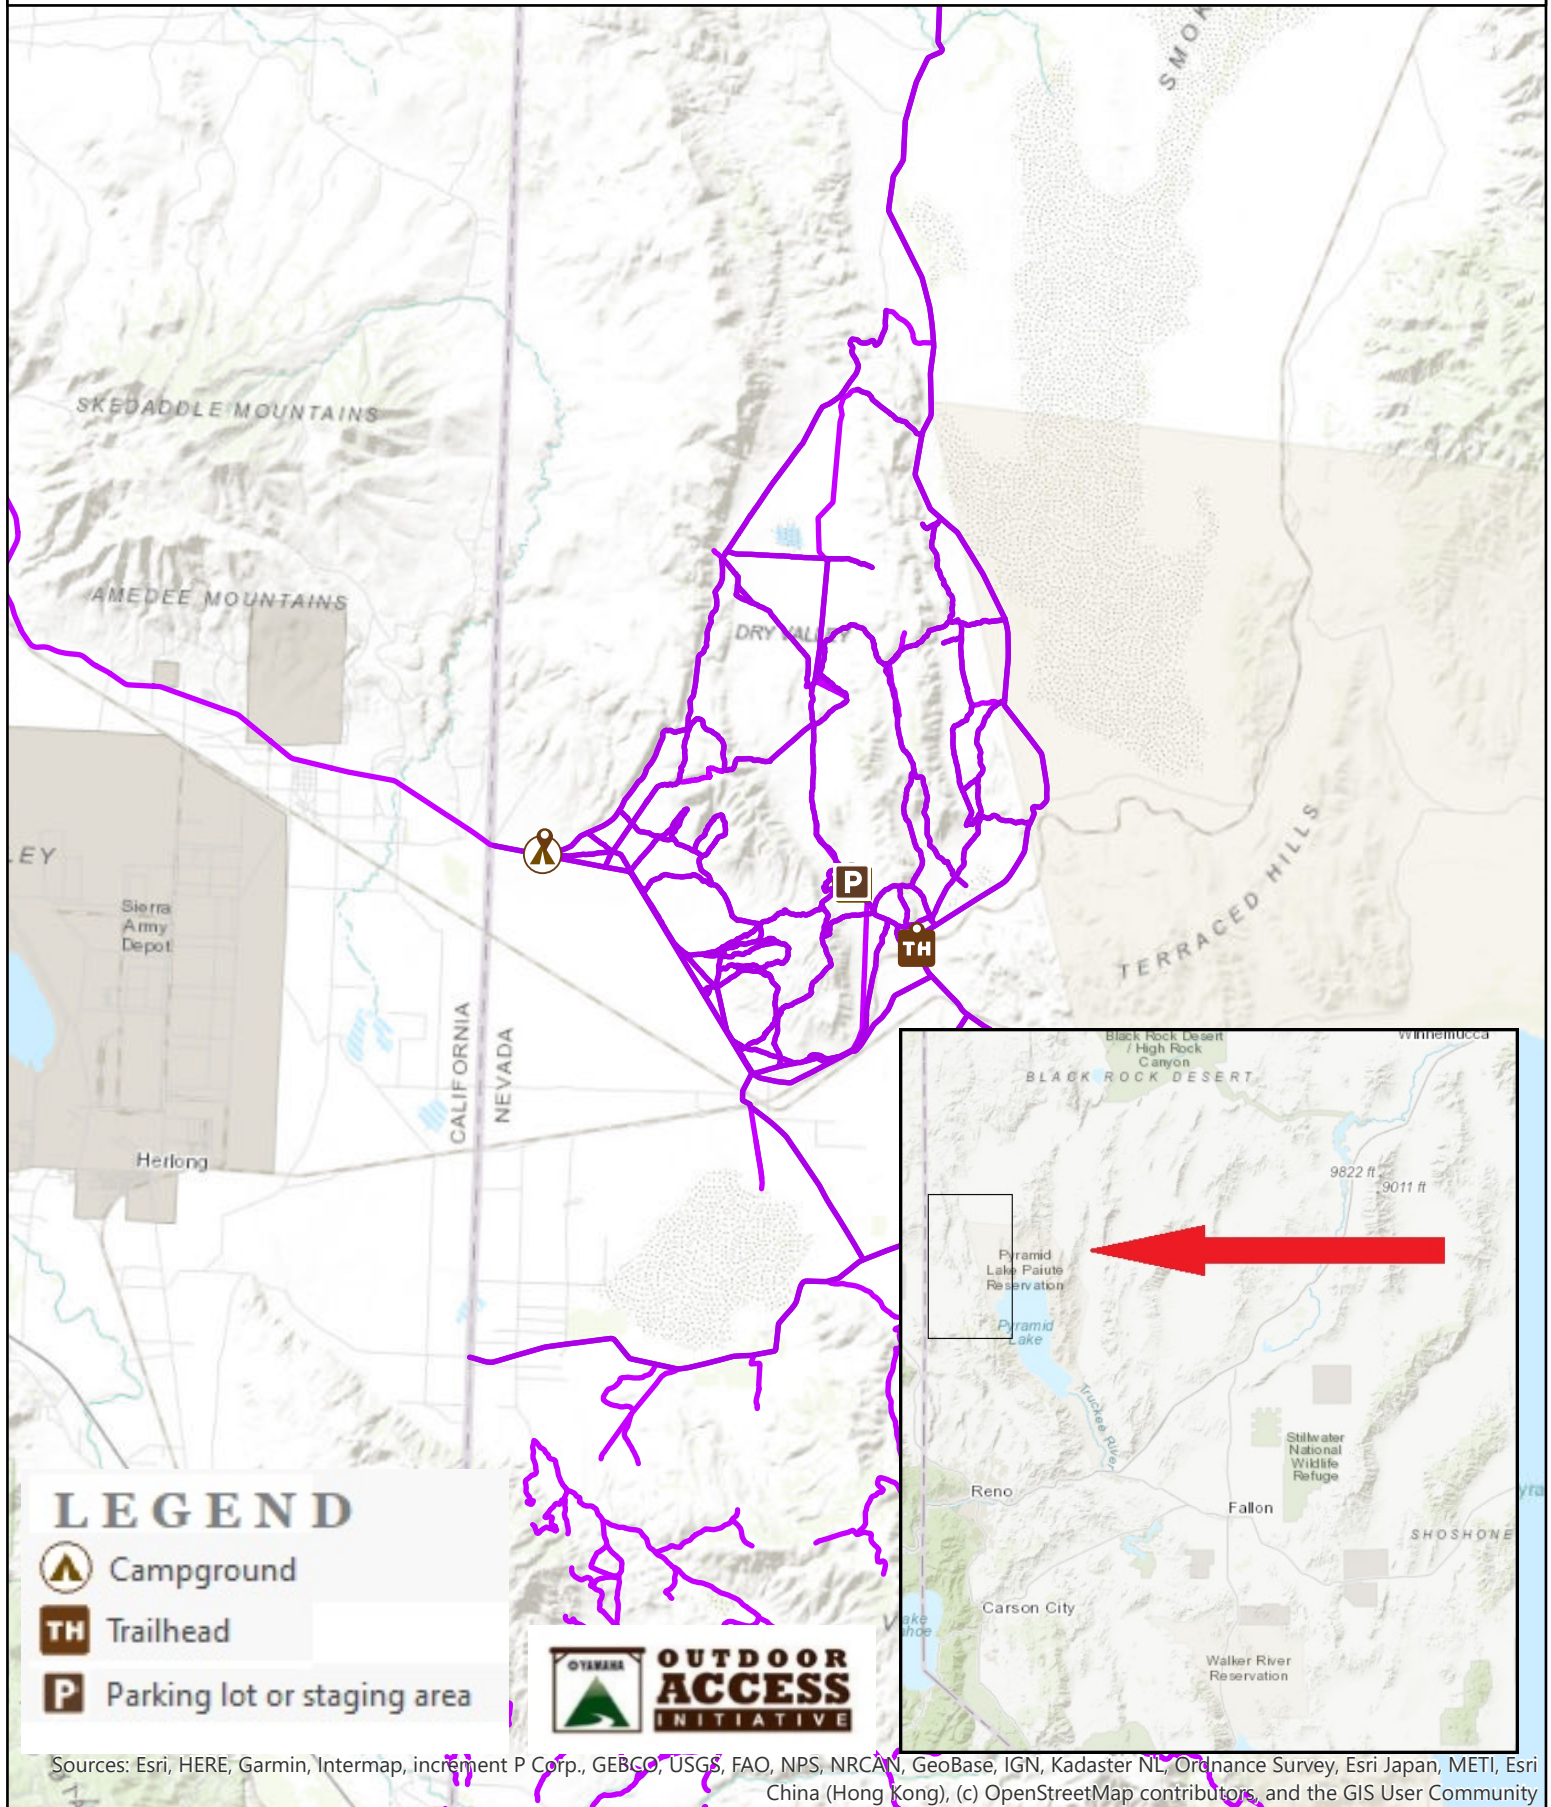 SMOK
SKEDADDLE MOUNTAINS
AMEDEE MOUNTAINS
DRY VALLEY
LEY
P
TH
TERRACED HILLS
Sierra
Army
Depot
CALIFORNIA
NEVADA
Herlong
Winnemucca
Black Rock Desert
/ High Rock
Canyon
BLACK ROCK DESERT
9822 ft
9011 ft
Pyramid
Lake Paiute
Reservation
Pyramid
Lake
Truckee River
Stillwater
National
Wildlife
Refuge
Reno
Fallon
SHOSHONE
Carson City
Walker River
Reservation
LEGEND
Campground
TH Trailhead
P Parking lot or staging area
YAMAHA
OUTDOOR
ACCESS
INITIATIVE
Sources: Esri, HERE, Garmin, Intermap, increment P Corp., GEBCO, USGS, FAO, NPS, NRCAN, GeoBase, IGN, Kadaster NL, Ordnance Survey, Esri Japan, METI, Esri
China (Hong Kong), (c) OpenStreetMap contributors, and the GIS User Community